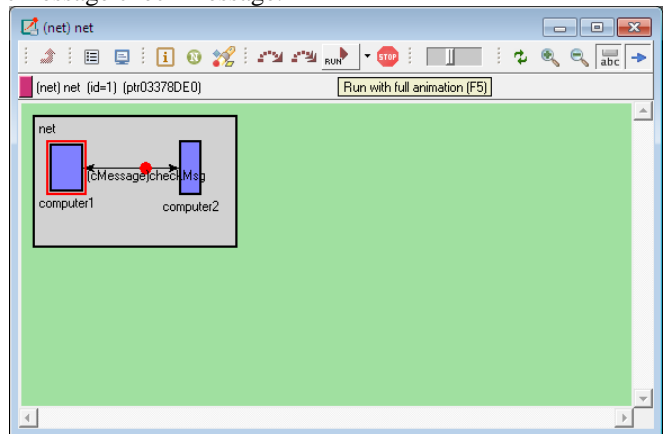 (net) net
i N RUN STOP abc
(net) net (id=1) (ptr03378DE0)
Run with full animation (F5)
net
(cMessage)checkMsg
computer1
computer2